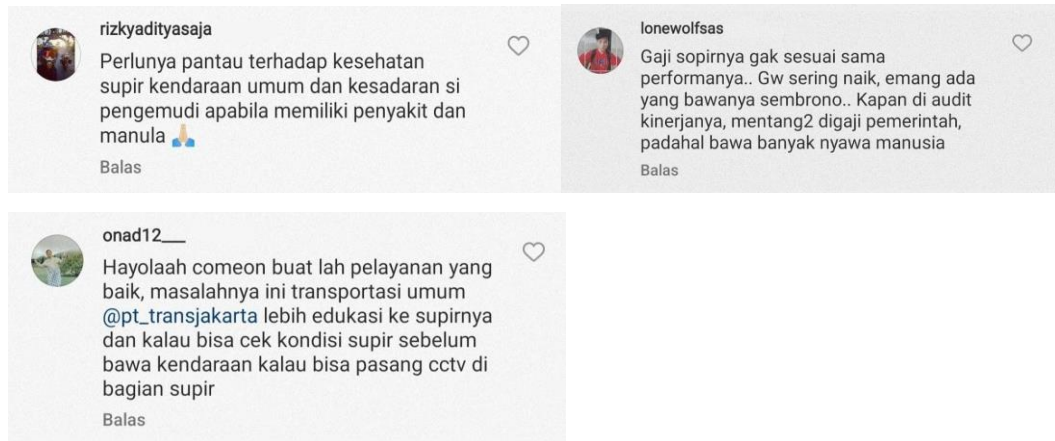 rizkyadityasaja
Perlunya pantau terhadap kesehatan
supir kendaraan umum dan kesadaran si
pengemudi apabila memiliki penyakit dan
manula 🙏🏼
Balas
lonewolfsas
Gaji sopirnya gak sesuai sama
performanya.. Gw sering naik, emang ada
yang bawanya sembrono.. Kapan di audit
kinerjanya, mentang2 digaji pemerintah,
padahal bawa banyak nyawa manusia
Balas
onad12___
Hayolaah comeon buat lah pelayanan yang
baik, masalahnya ini transportasi umum
@pt_transjakarta lebih edukasi ke supirnya
dan kalau bisa cek kondisi supir sebelum
bawa kendaraan kalau bisa pasang cctv di
bagian supir
Balas